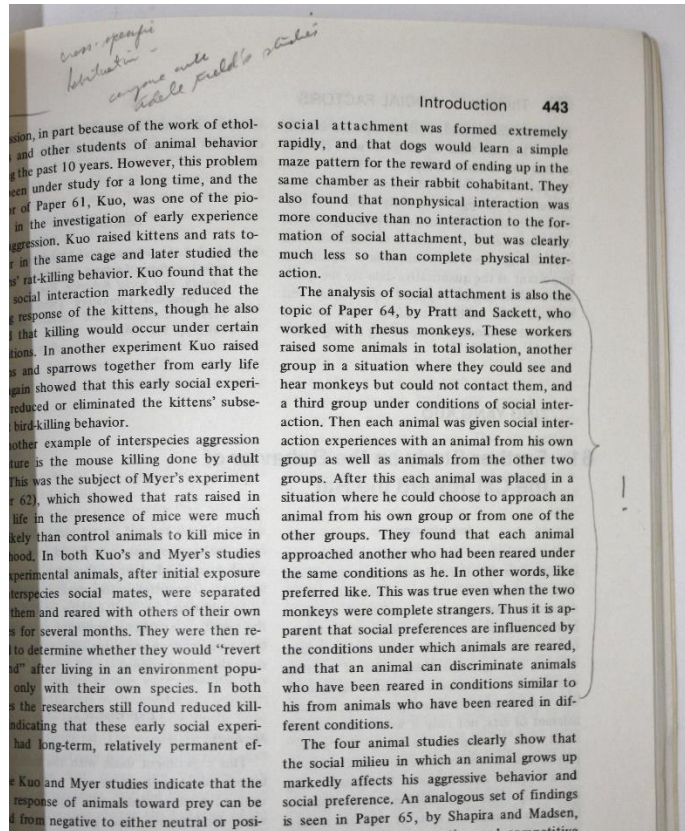 cross-specific
habituation -
anyone with
Adele Field's studies
Introduction 443
ssion, in part because of the work of ethol-
and other students of animal behavior
the past 10 years. However, this problem
een under study for a long time, and the
of Paper 61, Kuo, was one of the pio-
in the investigation of early experience
ggression. Kuo raised kittens and rats to-
r in the same cage and later studied the
s' rat-killing behavior. Kuo found that the
social interaction markedly reduced the
response of the kittens, though he also
that killing would occur under certain
tions. In another experiment Kuo raised
s and sparrows together from early life
gain showed that this early social experi-
reduced or eliminated the kittens' subse-
bird-killing behavior.
nother example of interspecies aggression
ture is the mouse killing done by adult
This was the subject of Myer's experiment
r 62), which showed that rats raised in
life in the presence of mice were much
kely than control animals to kill mice in
hood. In both Kuo's and Myer's studies
xperimental animals, after initial exposure
terspecies social mates, were separated
them and reared with others of their own
s for several months. They were then re-
to determine whether they would "revert
nd" after living in an environment popu-
only with their own species. In both
s the researchers still found reduced kill-
ndicating that these early social experi-
had long-term, relatively permanent ef-
e Kuo and Myer studies indicate that the
response of animals toward prey can be
d from negative to either neutral or posi-
social attachment was formed extremely
rapidly, and that dogs would learn a simple
maze pattern for the reward of ending up in the
same chamber as their rabbit cohabitant. They
also found that nonphysical interaction was
more conducive than no interaction to the for-
mation of social attachment, but was clearly
much less so than complete physical inter-
action.
The analysis of social attachment is also the
topic of Paper 64, by Pratt and Sackett, who
worked with rhesus monkeys. These workers
raised some animals in total isolation, another
group in a situation where they could see and
hear monkeys but could not contact them, and
a third group under conditions of social inter-
action. Then each animal was given social inter-
action experiences with an animal from his own
group as well as animals from the other two
groups. After this each animal was placed in a
situation where he could choose to approach an
animal from his own group or from one of the
other groups. They found that each animal
approached another who had been reared under
the same conditions as he. In other words, like
preferred like. This was true even when the two
monkeys were complete strangers. Thus it is ap-
parent that social preferences are influenced by
the conditions under which animals are reared,
and that an animal can discriminate animals
who have been reared in conditions similar to
his from animals who have been reared in dif-
ferent conditions.
The four animal studies clearly show that
the social milieu in which an animal grows up
markedly affects his aggressive behavior and
social preference. An analogous set of findings
is seen in Paper 65, by Shapira and Madsen,
!